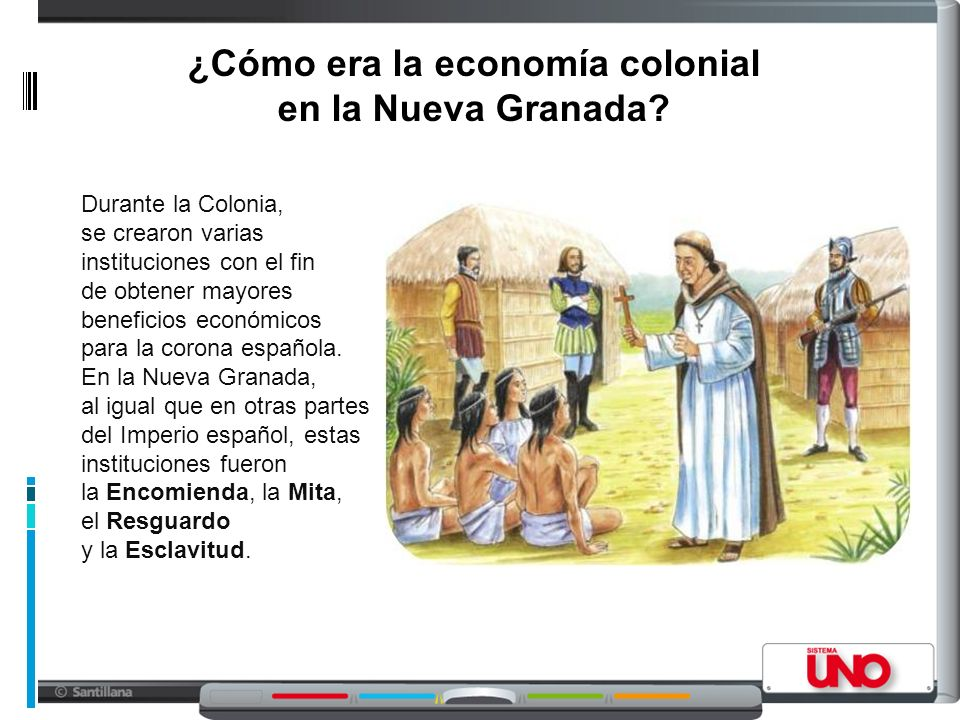 ¿Cómo era la economía colonial
en la Nueva Granada?
Durante la Colonia,
se crearon varias
instituciones con el fin
de obtener mayores
beneficios económicos
para la corona española.
En la Nueva Granada,
al igual que en otras partes
del Imperio español, estas
instituciones fueron
la Encomienda, la Mita,
el Resguardo
y la Esclavitud.
SISTEMA
UNO
© Santillana